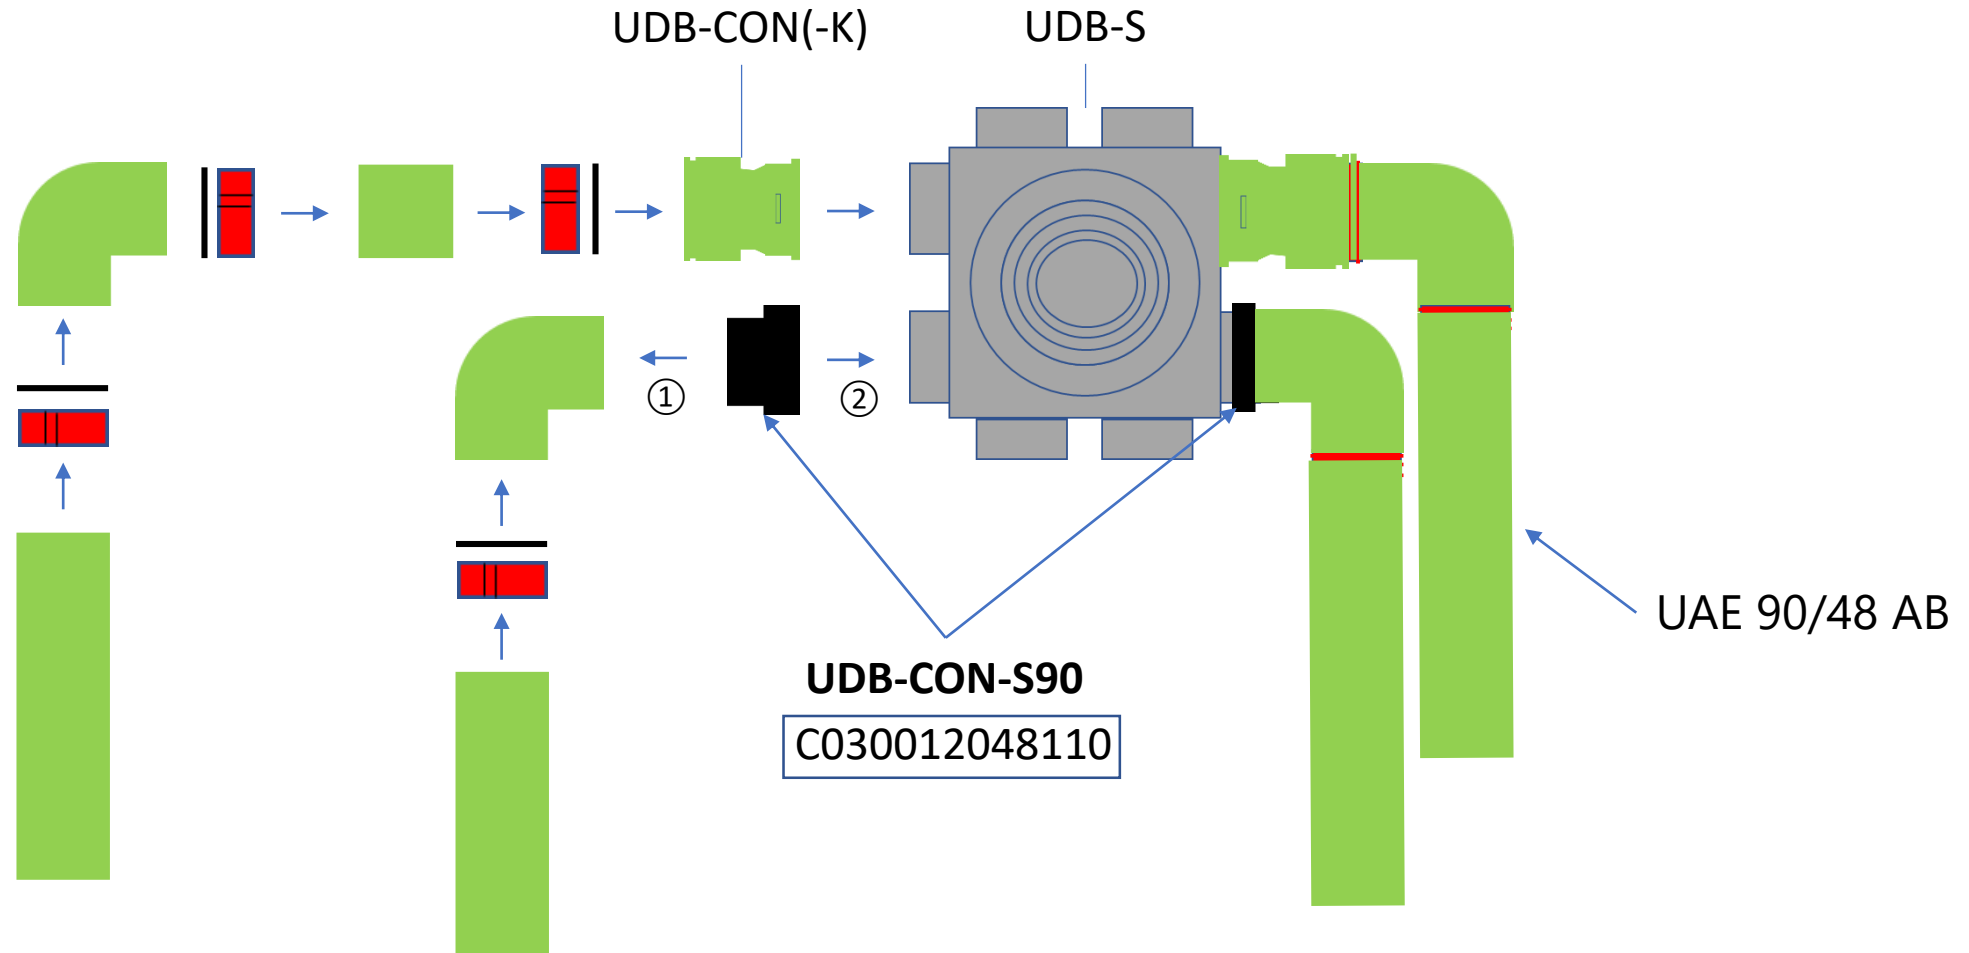 UDB-CON(-K)
UDB-S
①
②
UAE 90/48 AB
UDB-CON-S90
C030012048110